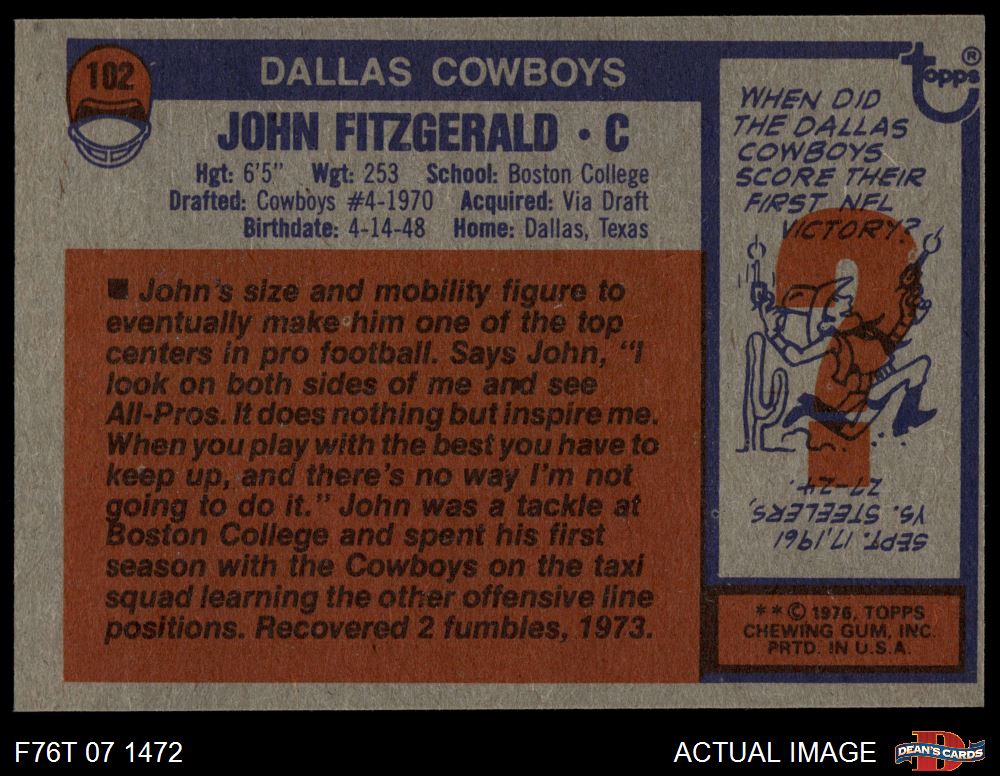 102
DALLAS COWBOYS
JOHN FITZGERALD • C
Hgt: 6'5" Wgt: 253 School: Boston College
Drafted: Cowboys #4-1970 Acquired: Via Draft
Birthdate: 4-14-48 Home: Dallas, Texas
■ John's size and mobility figure to
eventually make him one of the top
centers in pro football. Says John, "I
look on both sides of me and see
All-Pros. It does nothing but inspire me.
When you play with the best you have to
keep up, and there's no way I'm not
going to do it." John was a tackle at
Boston College and spent his first
season with the Cowboys on the taxi
squad learning the other offensive line
positions. Recovered 2 fumbles, 1973.
topps®
WHEN DID
THE DALLAS
COWBOYS
SCORE THEIR
FIRST NFL
VICTORY?
?
SEPT. 17, 1961
VS. STEELERS,
27-24.
**© 1976, TOPPS
CHEWING GUM, INC.
PRTD. IN U.S.A.
F76T 07 1472
ACTUAL IMAGE
D
DEAN'S CARDS